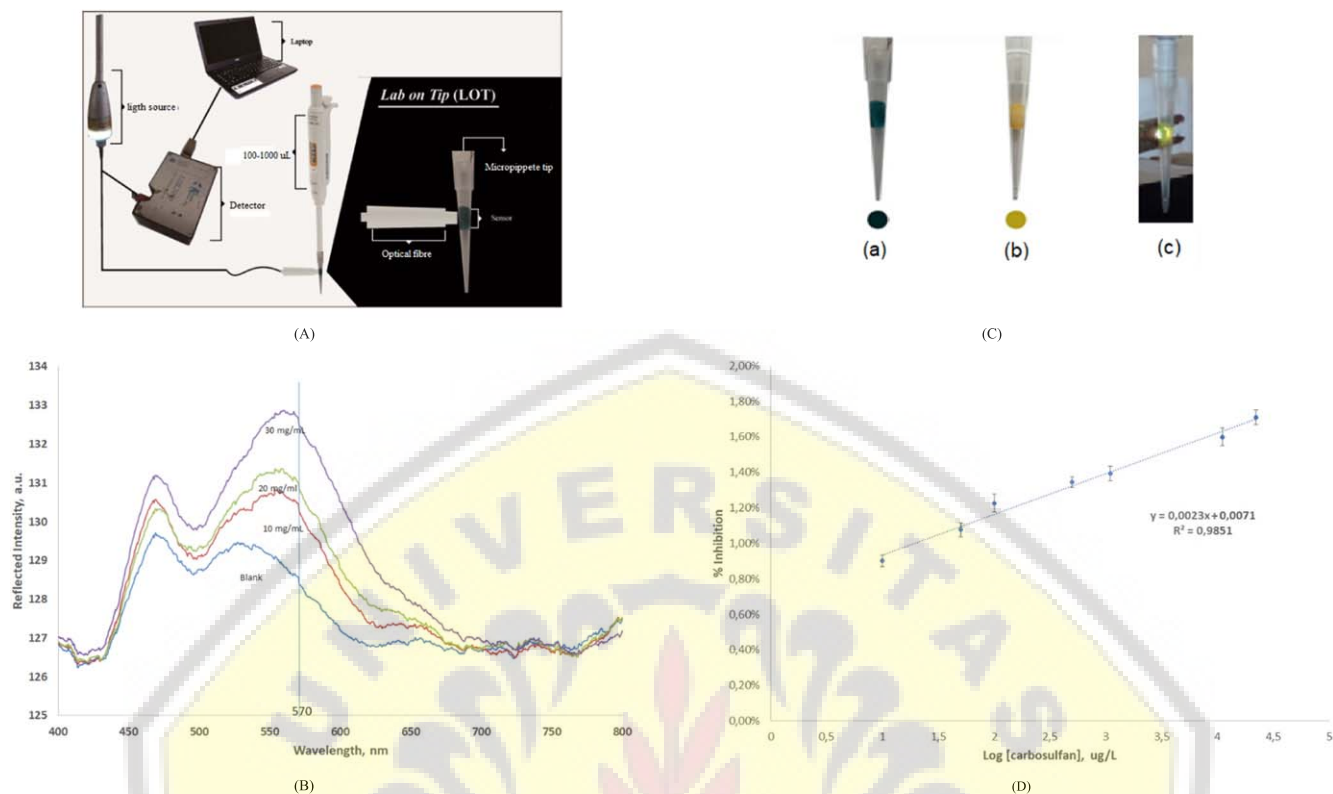 Laptop
ligth source
Lab on Tip (LOT)
100-1000 uL
Micropippete tip
Detector
Sensor
Optical fibre
(A)
(a)
(b)
(c)
(C)
Reflected Intensity, a.u.
134
133
132
131
130
129
128
127
126
125
30 mg/mL
20 mg/ml
10 mg/mL
Blank
570
400
450
500
550
600
650
700
750
800
Wavelength, nm
(B)
% Inhibition
2,00%
1,80%
1,60%
1,40%
1,20%
1,00%
0,80%
0,60%
0,40%
0,20%
0,00%
y = 0,0023x+0,0071
R² = 0,9851
0
0,5
1
1,5
2
2,5
3
3,5
4
4,5
5
Log [carbosulfan], ug/L
(D)
UNIVERSITAS